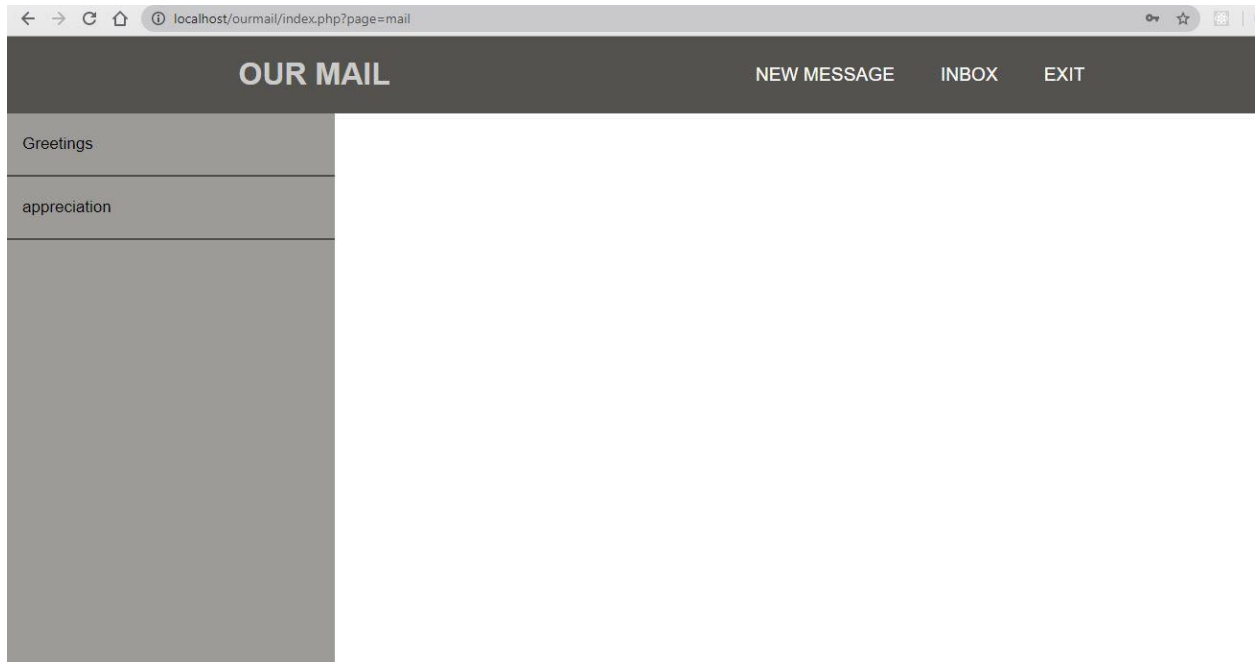 localhost/ourmail/index.php?page=mail
OUR MAIL
NEW MESSAGE INBOX EXIT
Greetings
appreciation